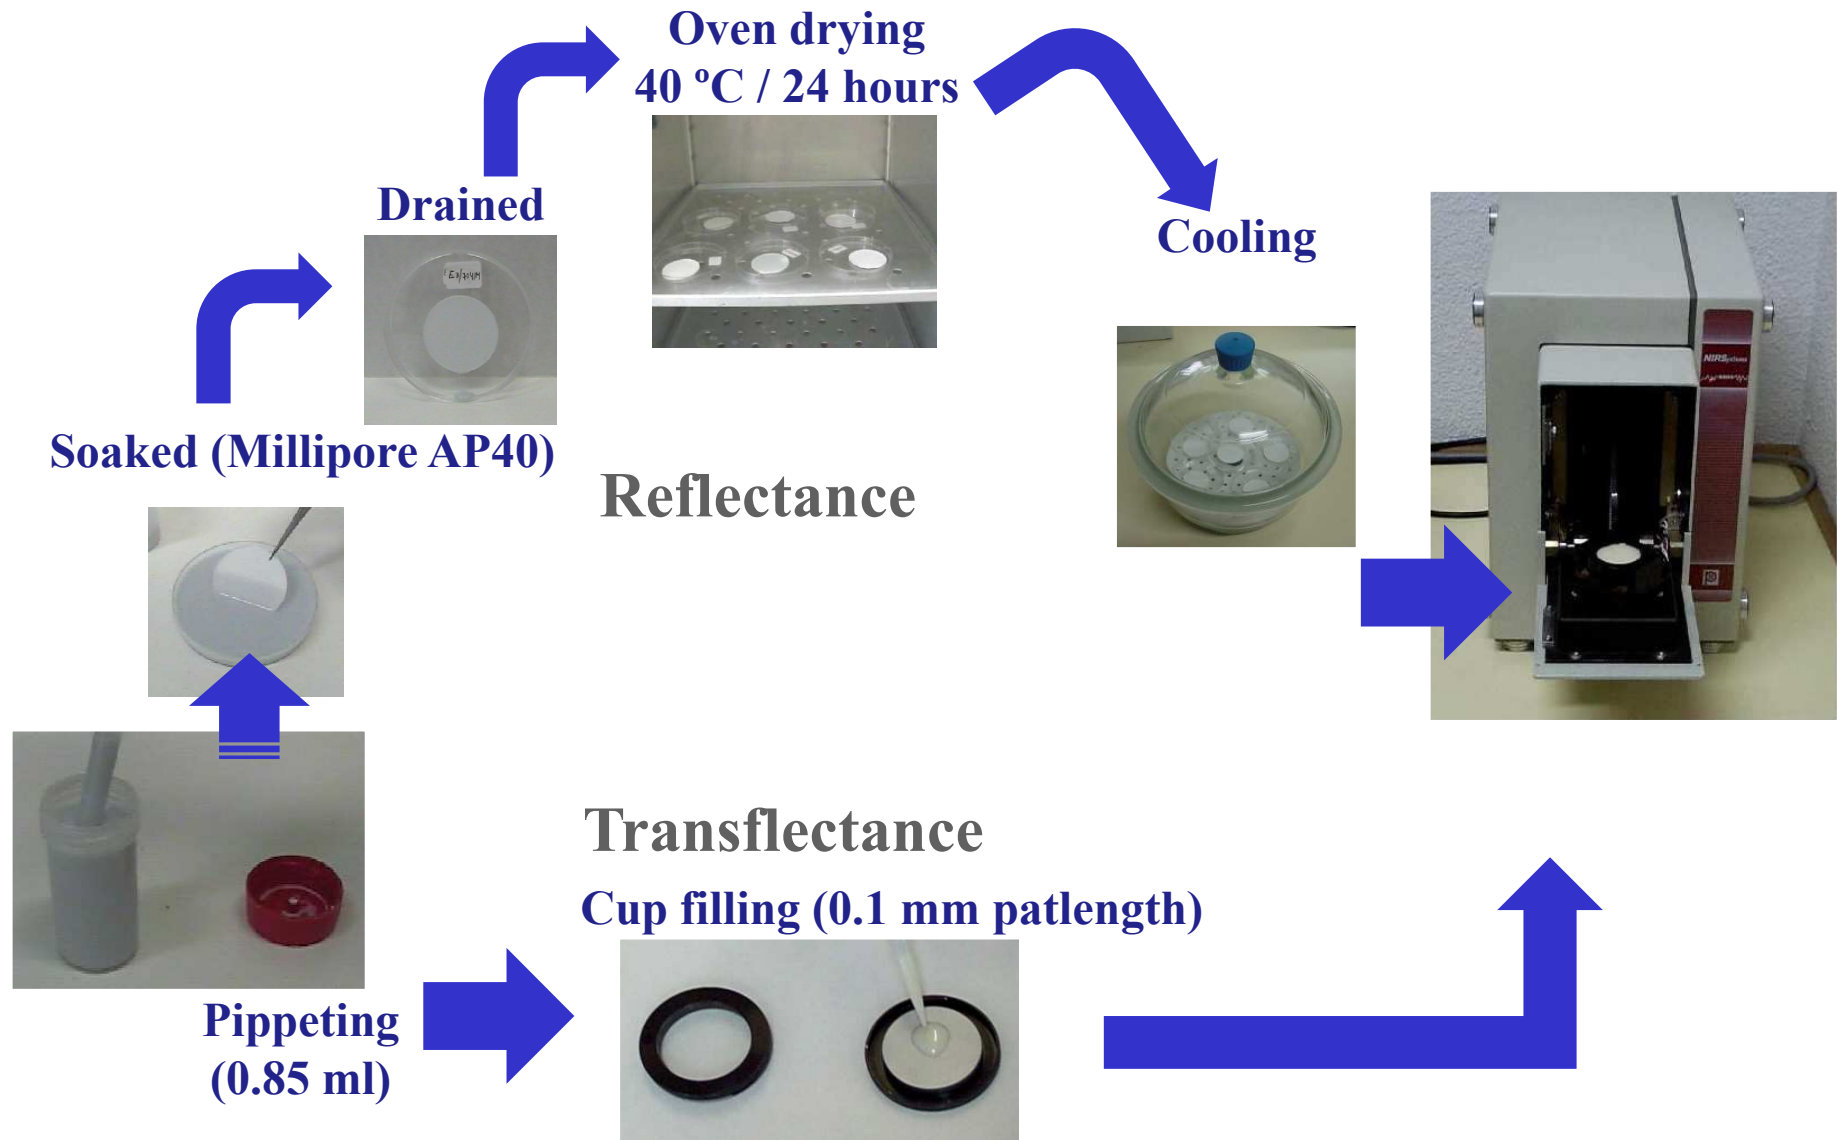 Oven drying
40 ºC / 24 hours
Drained
Cooling
NIRSystems
Soaked (Millipore AP40)
Reflectance
Transflectance
Cup filling (0.1 mm patlength)
Pippeting
(0.85 ml)